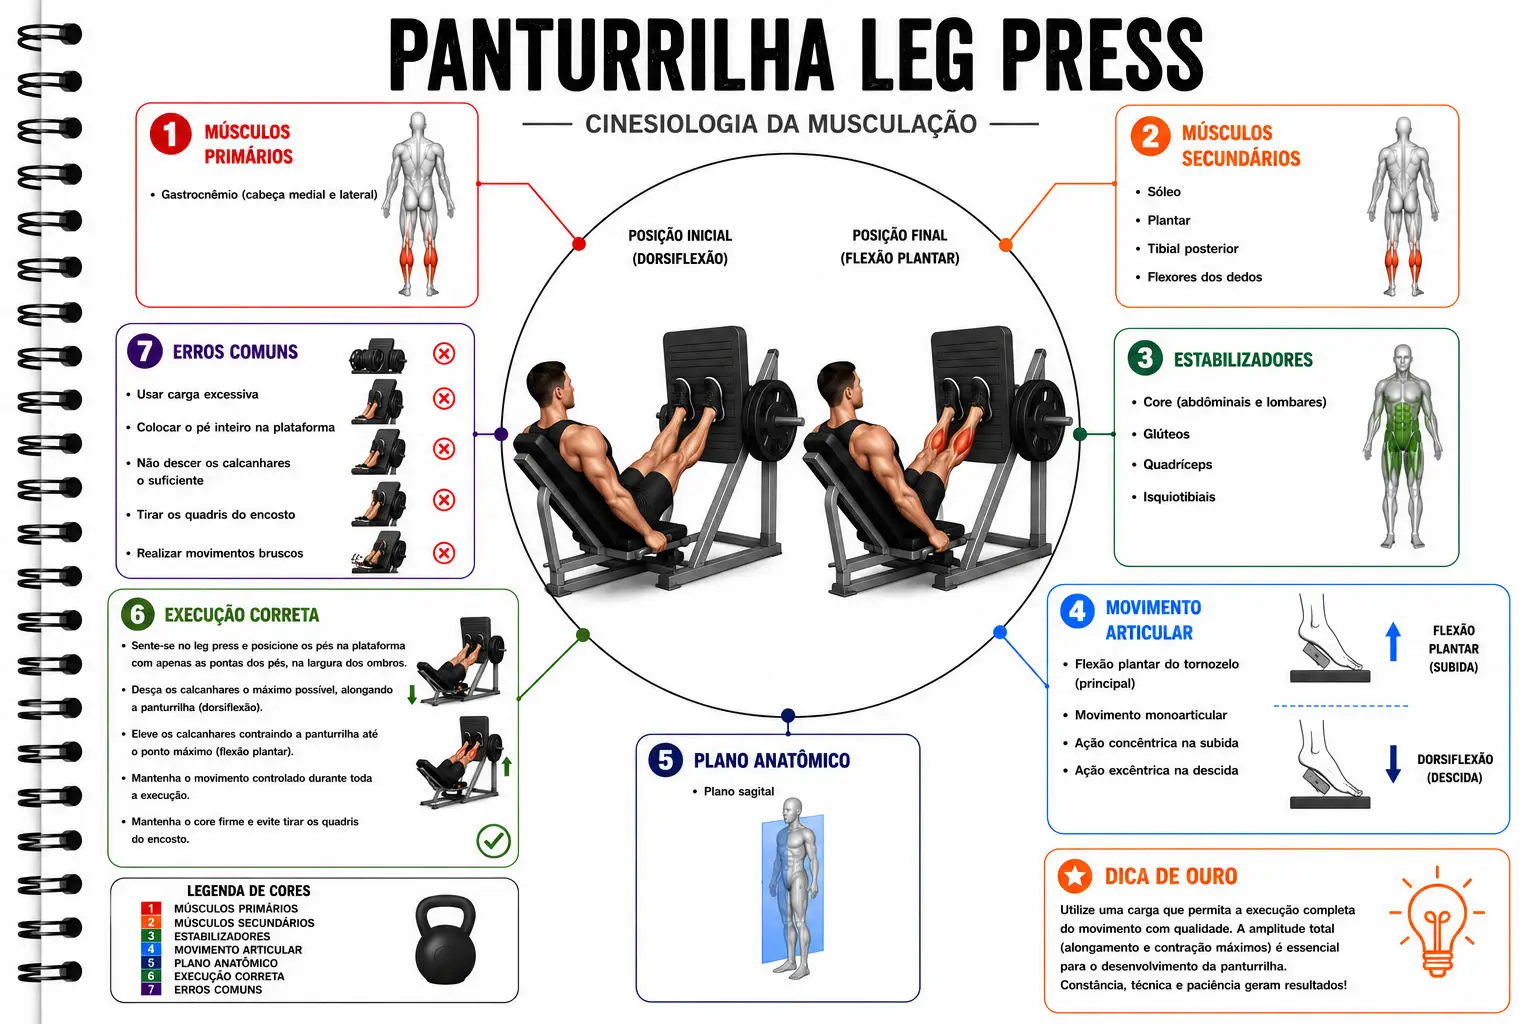 PANTURRILHA LEG PRESS
CINESIOLOGIA DA MUSCULAÇÃO
1 MÚSCULOS
PRIMÁRIOS
• Gastrocnêmio (cabeça medial e lateral)
2 MÚSCULOS
SECUNDÁRIOS
• Sóleo
• Plantar
• Tibial posterior
• Flexores dos dedos
POSIÇÃO INICIAL
(DORSIFLEXÃO)
POSIÇÃO FINAL
(FLEXÃO PLANTAR)
3 ESTABILIZADORES
• Core (abdôminais e lombares)
• Glúteos
• Quadríceps
• Isquiotibiais
4 MOVIMENTO
ARTICULAR
• Flexão plantar do tornozelo
(principal)
• Movimento monoarticular
• Ação concêntrica na subida
• Ação excêntrica na descida
FLEXÃO
PLANTAR
(SUBIDA)
DORSIFLEXÃO
(DESCIDA)
5 PLANO ANATÔMICO
• Plano sagital
6 EXECUÇÃO CORRETA
• Sente-se no leg press e posicione os pés na plataforma
com apenas as pontas dos pés, na largura dos ombros.
• Desça os calcanhares o máximo possível, alongando
a panturrilha (dorsiflexão).
• Eleve os calcanhares contraindo a panturrilha até
o ponto máximo (flexão plantar).
• Mantenha o movimento controlado durante toda
a execução.
• Mantenha o core firme e evite tirar os quadris
do encosto.
7 ERROS COMUNS
• Usar carga excessiva
• Colocar o pé inteiro na plataforma
• Não descer os calcanhares
o suficiente
• Tirar os quadris do encosto
• Realizar movimentos bruscos
LEGENDA DE CORES
1 MÚSCULOS PRIMÁRIOS
2 MÚSCULOS SECUNDÁRIOS
3 ESTABILIZADORES
4 MOVIMENTO ARTICULAR
5 PLANO ANATÔMICO
6 EXECUÇÃO CORRETA
7 ERROS COMUNS
DICA DE OURO
Utilize uma carga que permita a execução completa
do movimento com qualidade. A amplitude total
(alongamento e contração máximos) é essencial
para o desenvolvimento da panturrilha.
Constância, técnica e paciência geram resultados!